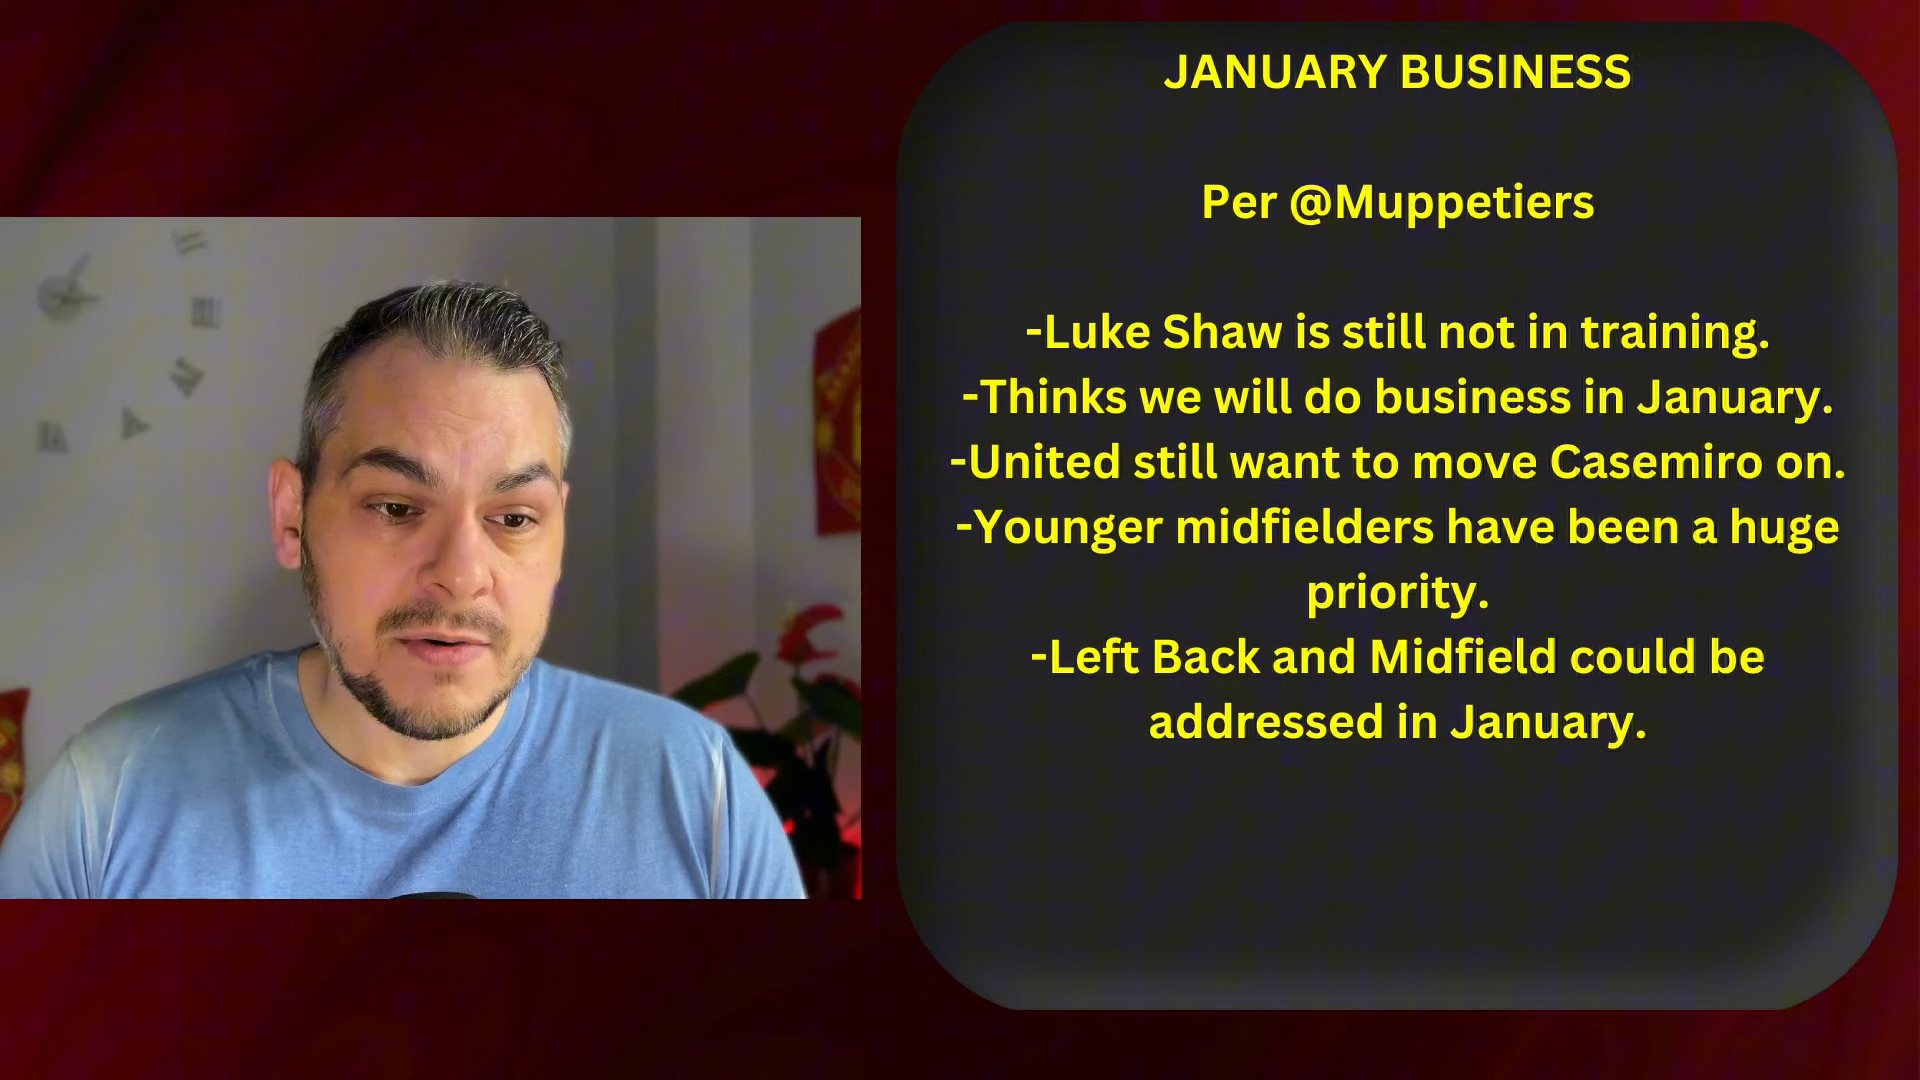 JANUARY BUSINESS
Per @Muppetiers
-Luke Shaw is still not in training.
-Thinks we will do business in January.
-United still want to move Casemiro on.
-Younger midfielders have been a huge
priority.
-Left Back and Midfield could be
addressed in January.